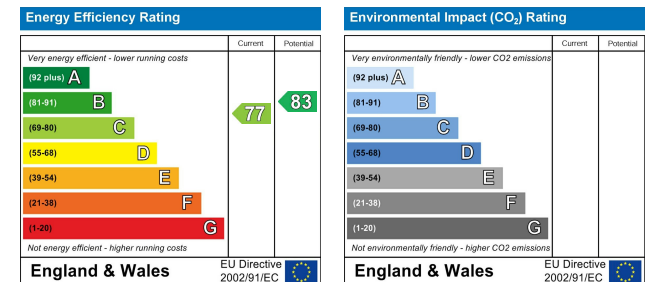 Energy Efficiency Rating
Current Potential
Very energy efficient - lower running costs
(92 plus) A
(81-91) B
(69-80) C
(55-68) D
(39-54) E
(21-38) F
(1-20) G
77
83
Not energy efficient - higher running costs
England & Wales
EU Directive
2002/91/EC
Environmental Impact (CO₂) Rating
Current Potential
Very environmentally friendly - lower CO2 emissions
(92 plus) A
(81-91) B
(69-80) C
(55-68) D
(39-54) E
(21-38) F
(1-20) G
Not environmentally friendly - higher CO2 emissions
England & Wales
EU Directive
2002/91/EC